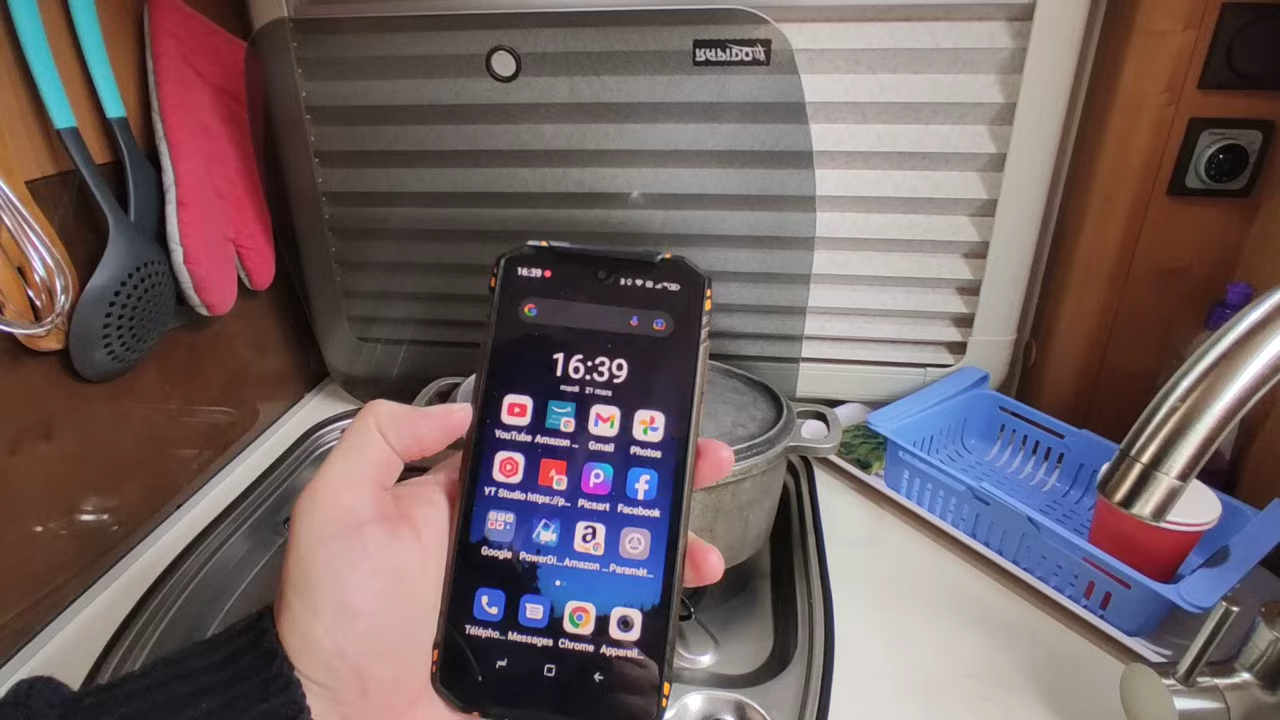 RAPIDO
16:39
16:39
mardi 21 mars
YouTube Amazon ... Gmail Photos
YT Studio https://p... Picsart Facebook
Google PowerDi... Amazon ... Paramèt...
Télépho... Messages Chrome Appareil...